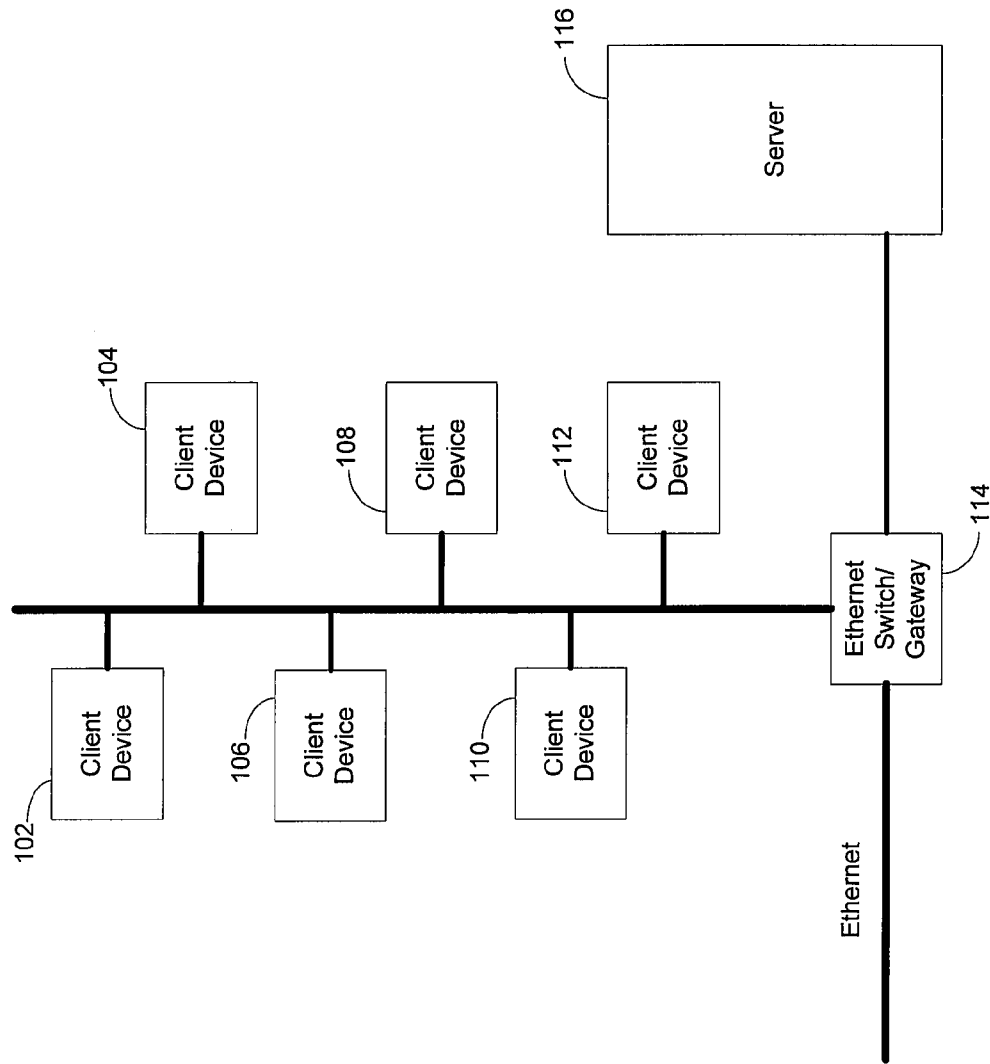 102
Client
Device
104
Client
Device
106
Client
Device
108
Client
Device
110
Client
Device
112
Client
Device
Ethernet
Ethernet
Switch/
Gateway
114
Server
116